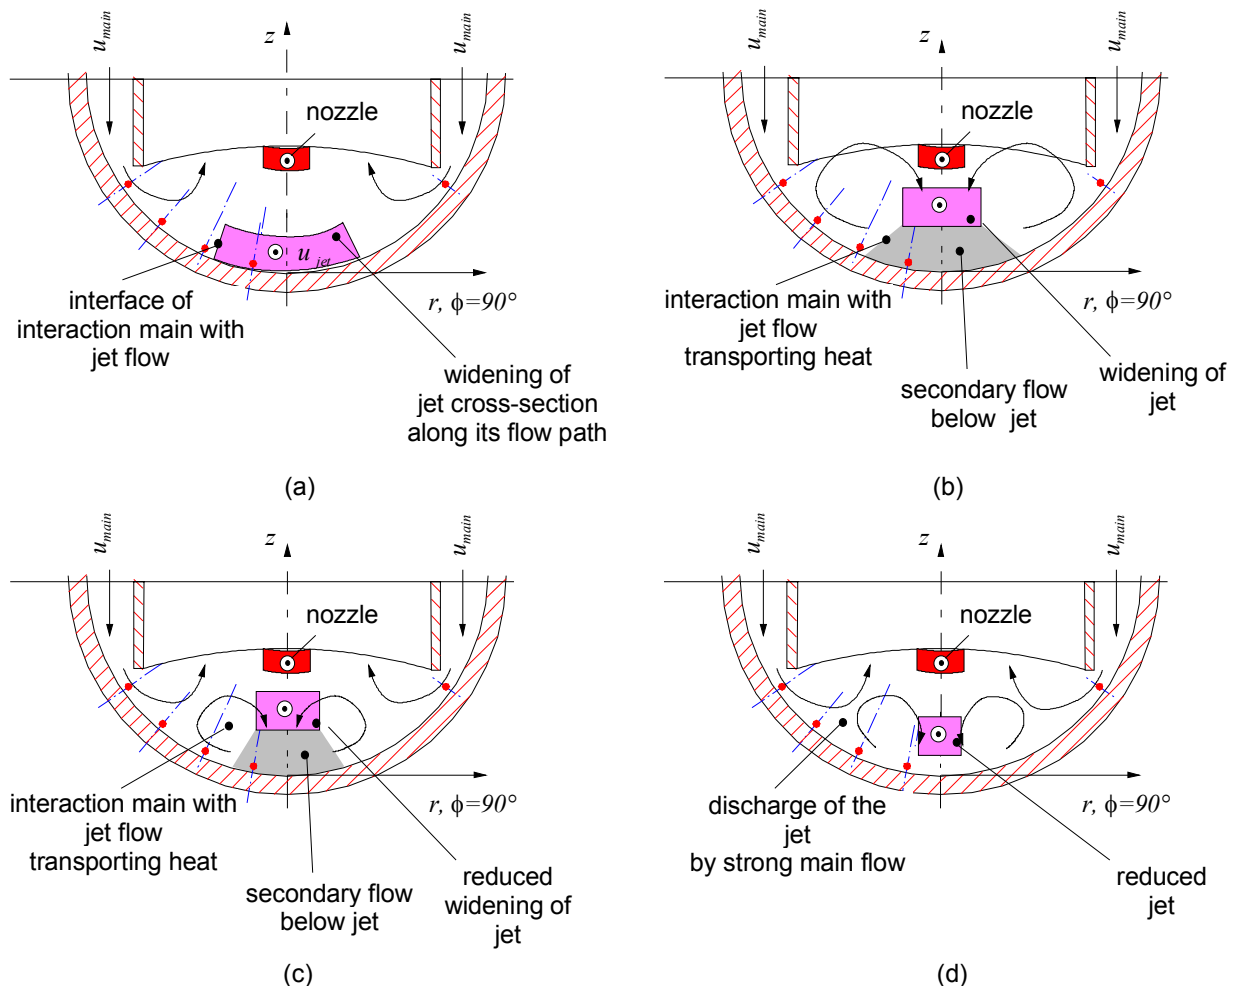 u_main
z
u_main
nozzle
u_jet
r, ϕ=90°
interface of
interaction main with
jet flow
widening of
jet cross-section
along its flow path
(a)
u_main
z
u_main
nozzle
r, ϕ=90°
interaction main with
jet flow
transporting heat
secondary flow
below jet
widening of
jet
(b)
u_main
z
u_main
nozzle
r, ϕ=90°
interaction main with
jet flow
transporting heat
secondary flow
below jet
reduced
widening of
jet
(c)
u_main
z
u_main
nozzle
r, ϕ=90°
discharge of the
jet
by strong main flow
reduced
jet
(d)